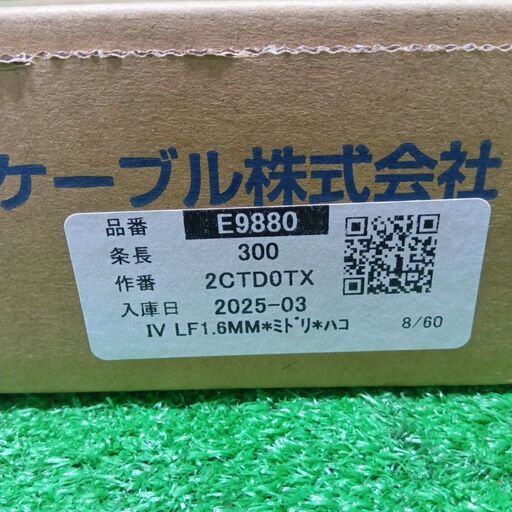 ケーブル株式会社
品番 E9880
条長 300
作番 2CTD0TX
入庫日 2025-03
IV LF1.6MM*ミドリ*ハコ 8/60